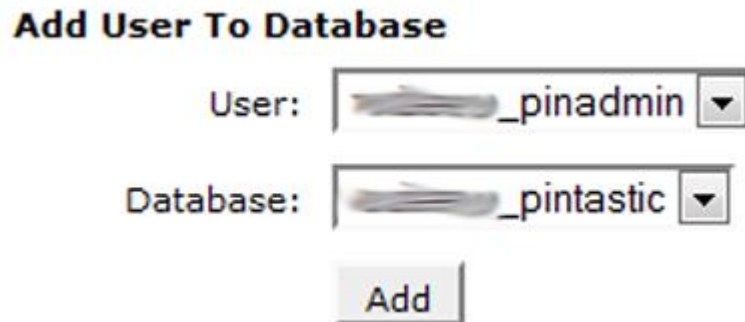 Add User To Database
User: _pinadmin
Database: _pintastic
Add